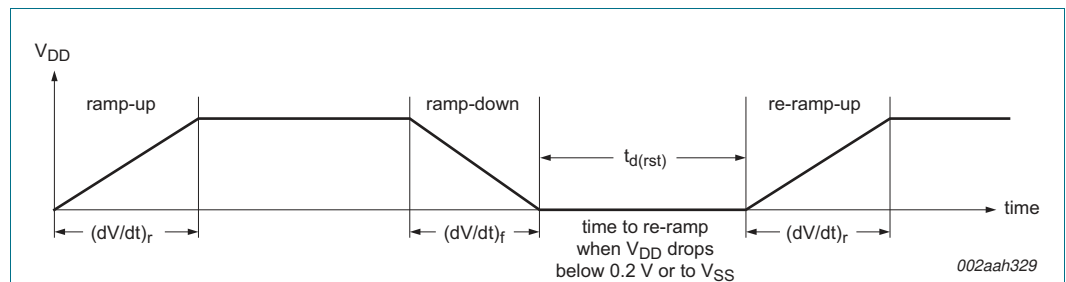 VDD
ramp-up
ramp-down
re-ramp-up
td(rst)
time
(dV/dt)r
(dV/dt)f
time to re-ramp
when VDD drops
below 0.2 V or to VSS
(dV/dt)r
002aah329